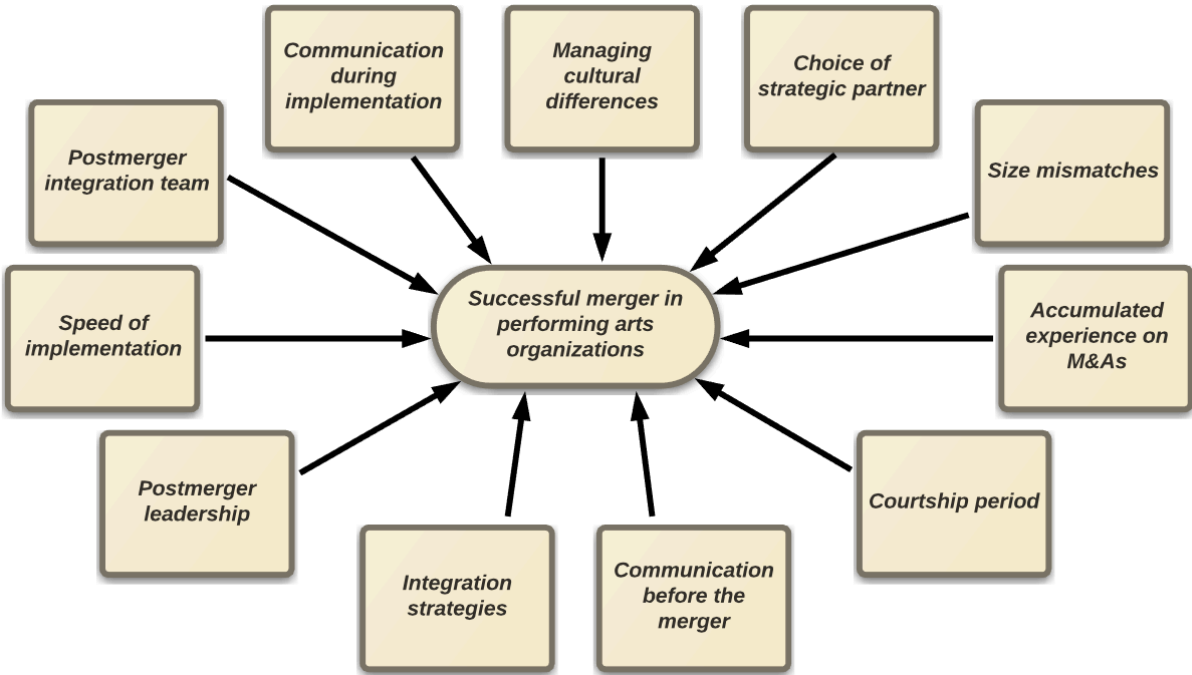 Communication
during
implementation
Managing
cultural
differences
Choice of
strategic partner
Postmerger
integration team
Size mismatches
Successful merger in
performing arts
organizations
Speed of
implementation
Accumulated
experience on
M&As
Postmerger
leadership
Courtship period
Integration
strategies
Communication
before the
merger